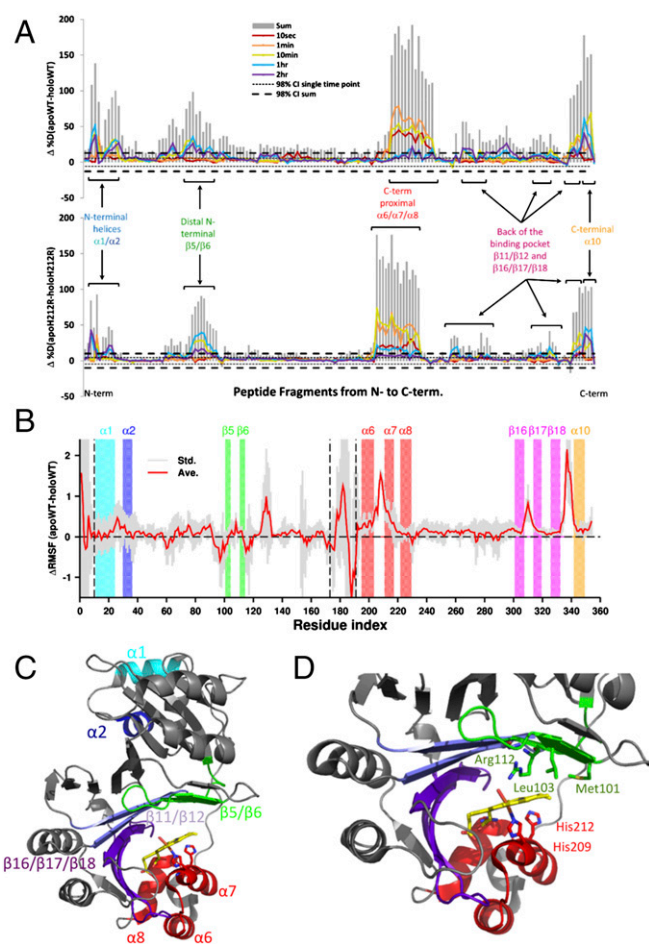 A
Sum
10sec
1min
10min
1hr
2hr
98% CI single time point
98% CI sum
Δ %D(apoWT-holoWT)
200
150
100
50
0
-50
N-terminal
helices
α1/α2
Distal N-
terminal
β5/β6
C-term
proximal
α6/α7/α8
Back of the
binding pocket
β11/β12 and
β16/β17/β18
C-terminal
α10
Δ %D(apoH212R-holoH212R)
200
150
100
50
0
-50
N-term
Peptide Fragments from N- to C-term.
C-term
B
α1 α2 β5 β6 α6 α7 α8 β16 β17 β18 α10
Std.
Ave.
ΔRMSF (apoWT-holoWT)
2
1
0
-1
0 20 40 60 80 100 120 140 160 180 200 220 240 260 280 300 320 340 360
Residue index
C
α1
α2
β11/β12
β5/β6
β16/β17/β18
α7
α8
α6
D
Arg112
Leu103
Met101
His212
His209